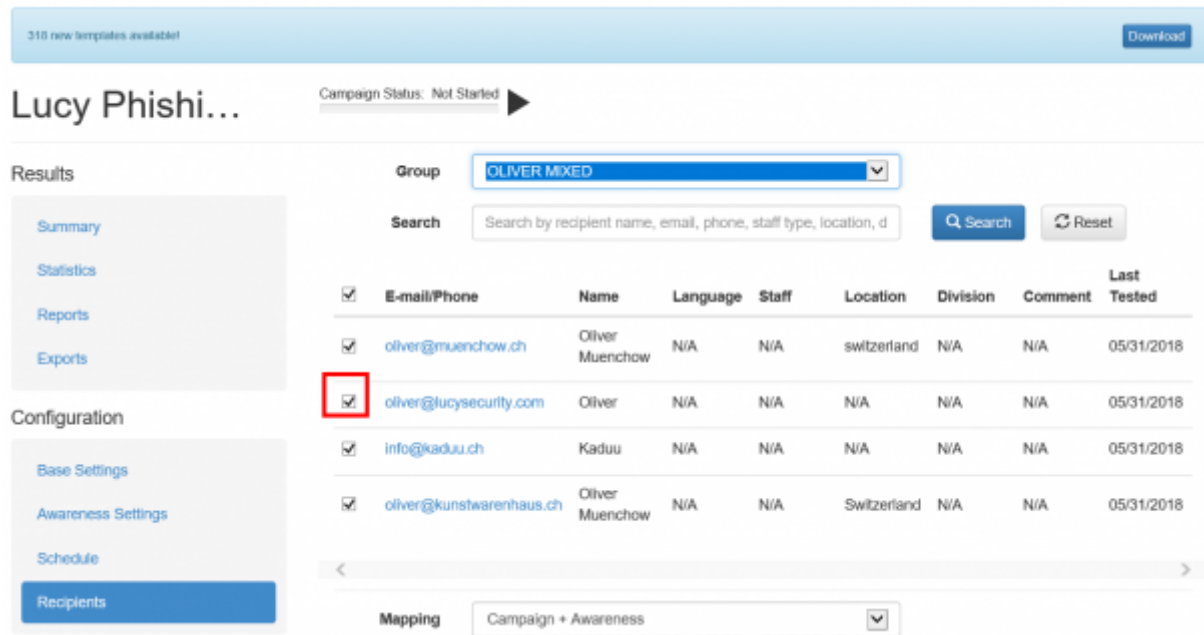 318 new templates available!
Download
Lucy Phishi...
Campaign Status: Not Started
Results
Summary
Statistics
Reports
Exports
Configuration
Base Settings
Awareness Settings
Schedule
Recipients
Group OLIVER MIXED
Search Search by recipient name, email, phone, staff type, location, d Search Reset
E-mail/Phone Name Language Staff Location Division Comment Last Tested
oliver@muenchow.ch Oliver Muenchow N/A N/A switzerland N/A N/A 05/31/2018
oliver@lucysecurity.com Oliver N/A N/A N/A N/A N/A 05/31/2018
info@kaduu.ch Kaduu N/A N/A N/A N/A N/A 05/31/2018
oliver@kunstwarenhaus.ch Oliver Muenchow N/A N/A Switzerland N/A N/A 05/31/2018
Mapping Campaign + Awareness